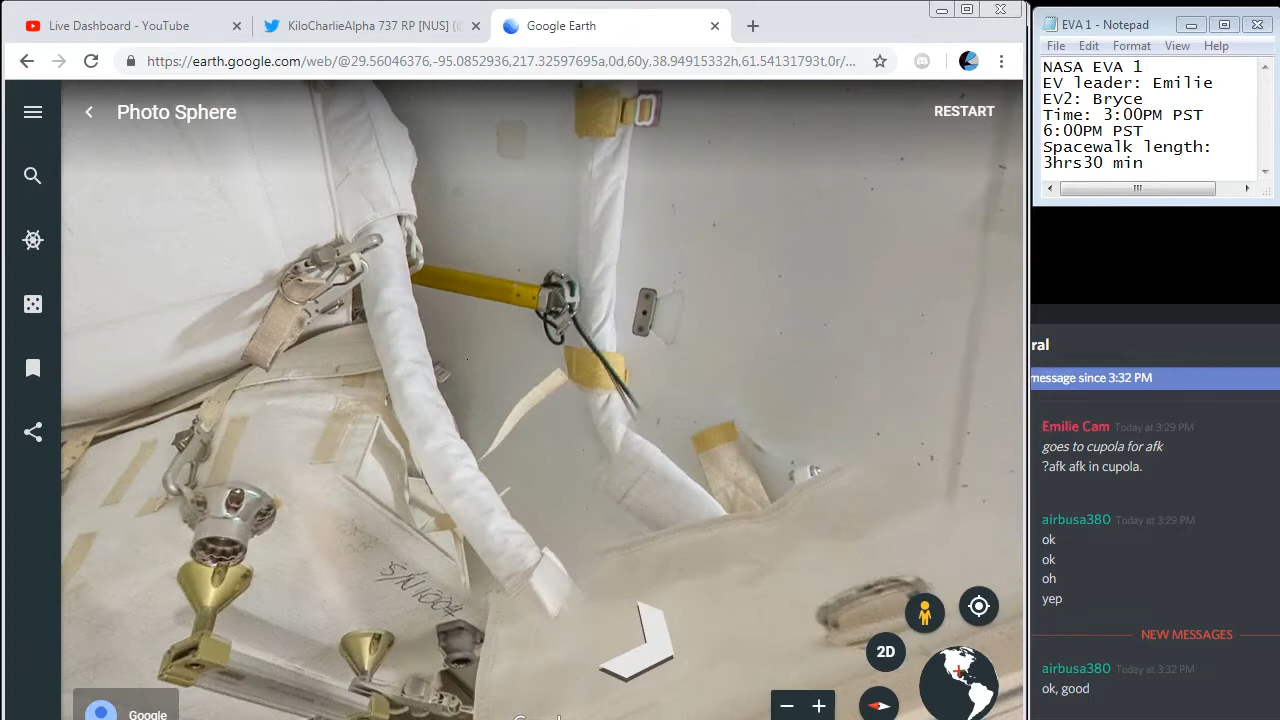 Live Dashboard - YouTube
KiloCharlieAlpha 737 RP [NUS] (
Google Earth
https://earth.google.com/web/@29.56046376,-95.0852936,217.32597695a,0d,60y,38.94915332h,61.54131793t,0r/...
Photo Sphere
RESTART
S/N 1004
2D
Google
EVA 1 - Notepad
File Edit Format View Help
NASA EVA 1
EV leader: Emilie
EV2: Bryce
Time: 3:00PM PST
6:00PM PST
Spacewalk length:
3hrs30 min
ral
message since 3:32 PM
Emilie Cam Today at 3:29 PM
goes to cupola for afk
?afk afk in cupola.
airbusa380 Today at 3:29 PM
ok
ok
oh
yep
NEW MESSAGES
airbusa380 Today at 3:32 PM
ok, good